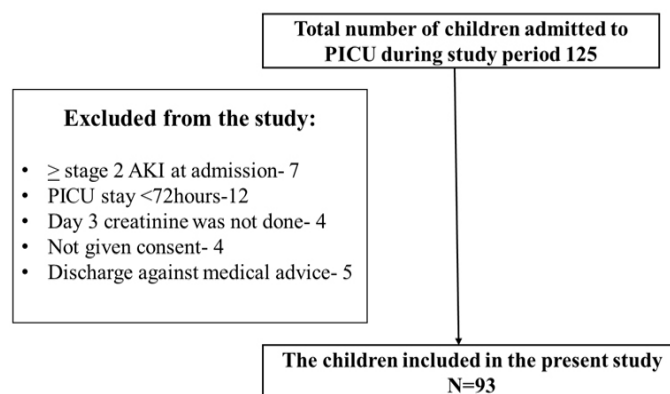 Total number of children admitted to
PICU during study period 125
Excluded from the study:
• ≥ stage 2 AKI at admission- 7
• PICU stay <72hours-12
• Day 3 creatinine was not done- 4
• Not given consent- 4
• Discharge against medical advice- 5
The children included in the present study
N=93